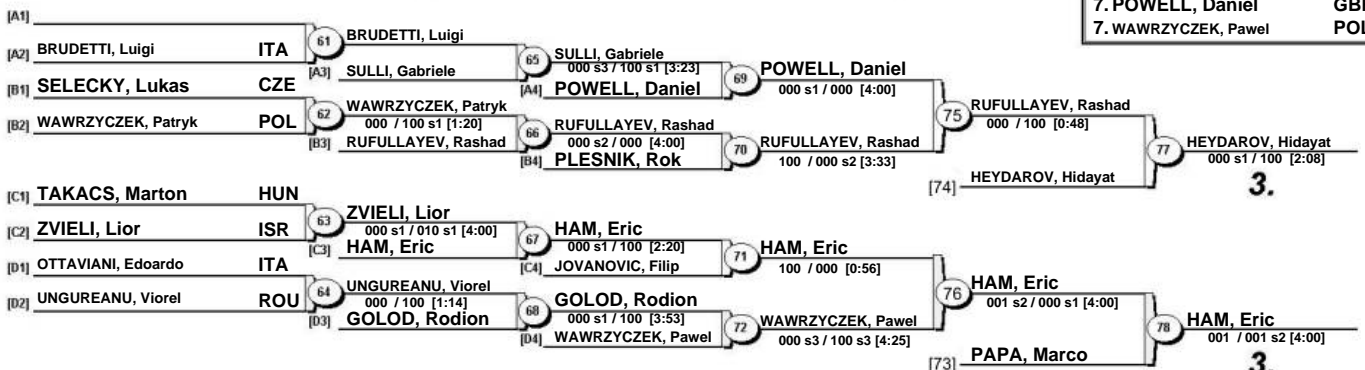 7. POWELL, Daniel
7. WAWRZYCZEK, Pawel POL
[A1]
[A2] BRUDETTI, Luigi ITA
61 BRUDETTI, Luigi
[A3] SULLI, Gabriele
65 SULLI, Gabriele
000 s3 / 100 s1 [3:23]
[A4] POWELL, Daniel
69 POWELL, Daniel
000 s1 / 000 [4:00]
[B1] SELECKY, Lukas CZE
[B2] WAWRZYCZEK, Patryk POL
62 WAWRZYCZEK, Patryk
000 / 100 s1 [1:20]
[B3] RUFULLAYEV, Rashad
66 RUFULLAYEV, Rashad
000 s2 / 000 [4:00]
[B4] PLESNIK, Rok
70 RUFULLAYEV, Rashad
100 / 000 s2 [3:33]
75 RUFULLAYEV, Rashad
000 / 100 [0:48]
[74] HEYDAROV, Hidayat
77 HEYDAROV, Hidayat
000 s1 / 100 [2:08]
3.
[C1] TAKACS, Marton HUN
[C2] ZVIELI, Lior ISR
63 ZVIELI, Lior
000 s1 / 010 s1 [4:00]
[C3] HAM, Eric
67 HAM, Eric
000 s1 / 100 [2:20]
[C4] JOVANOVIC, Filip
71 HAM, Eric
100 / 000 [0:56]
[D1] OTTAVIANI, Edoardo ITA
[D2] UNGUREANU, Viorel ROU
64 UNGUREANU, Viorel
000 / 100 [1:14]
[D3] GOLOD, Rodion
68 GOLOD, Rodion
000 s1 / 100 [3:53]
[D4] WAWRZYCZEK, Pawel
72 WAWRZYCZEK, Pawel
000 s3 / 100 s3 [4:25]
76 HAM, Eric
001 s2 / 000 s1 [4:00]
[73] PAPA, Marco
78 HAM, Eric
001 / 001 s2 [4:00]
3.